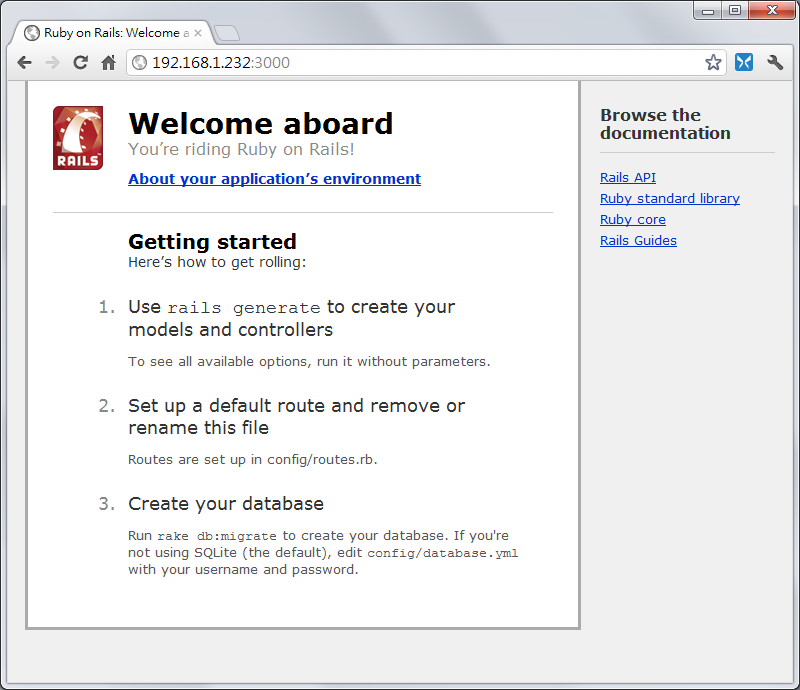 Ruby on Rails: Welcome a
192.168.1.232:3000
RAILS
Welcome aboard
You’re riding Ruby on Rails!
About your application’s environment
Getting started
Here’s how to get rolling:
1. Use rails generate to create your
models and controllers
To see all available options, run it without parameters.
2. Set up a default route and remove or
rename this file
Routes are set up in config/routes.rb.
3. Create your database
Run rake db:migrate to create your database. If you're
not using SQLite (the default), edit config/database.yml
with your username and password.
Browse the
documentation
Rails API
Ruby standard library
Ruby core
Rails Guides